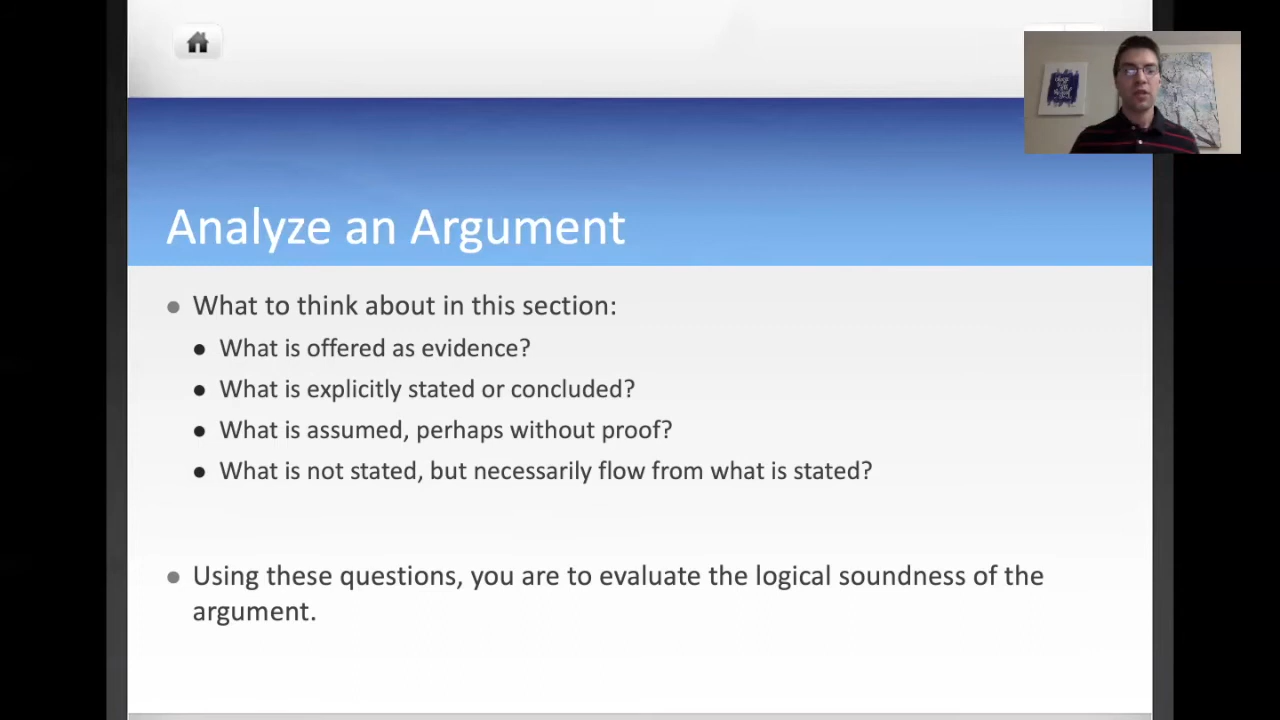 Analyze an Argument
What to think about in this section:
What is offered as evidence?
What is explicitly stated or concluded?
What is assumed, perhaps without proof?
What is not stated, but necessarily flow from what is stated?
Using these questions, you are to evaluate the logical soundness of the
argument.